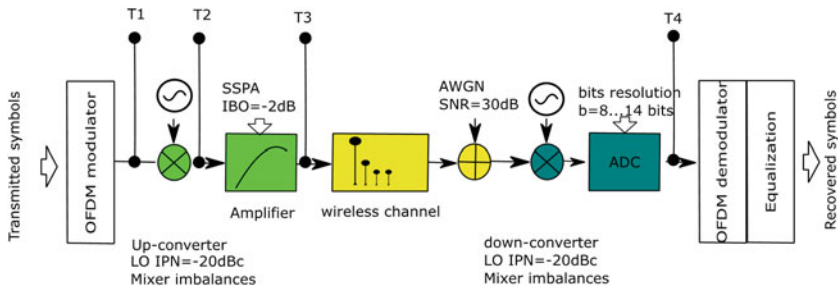 T1
T2
T3
T4
Transmitted symbols
OFDM modulator
SSPA
IBO=-2dB
Amplifier
wireless channel
AWGN
SNR=30dB
bits resolution
b=8...14 bits
ADC
OFDM demodulator
Equalization
Recovered symbols
Up-converter
LO IPN=-20dBc
Mixer imbalances
down-converter
LO IPN=-20dBc
Mixer imbalances